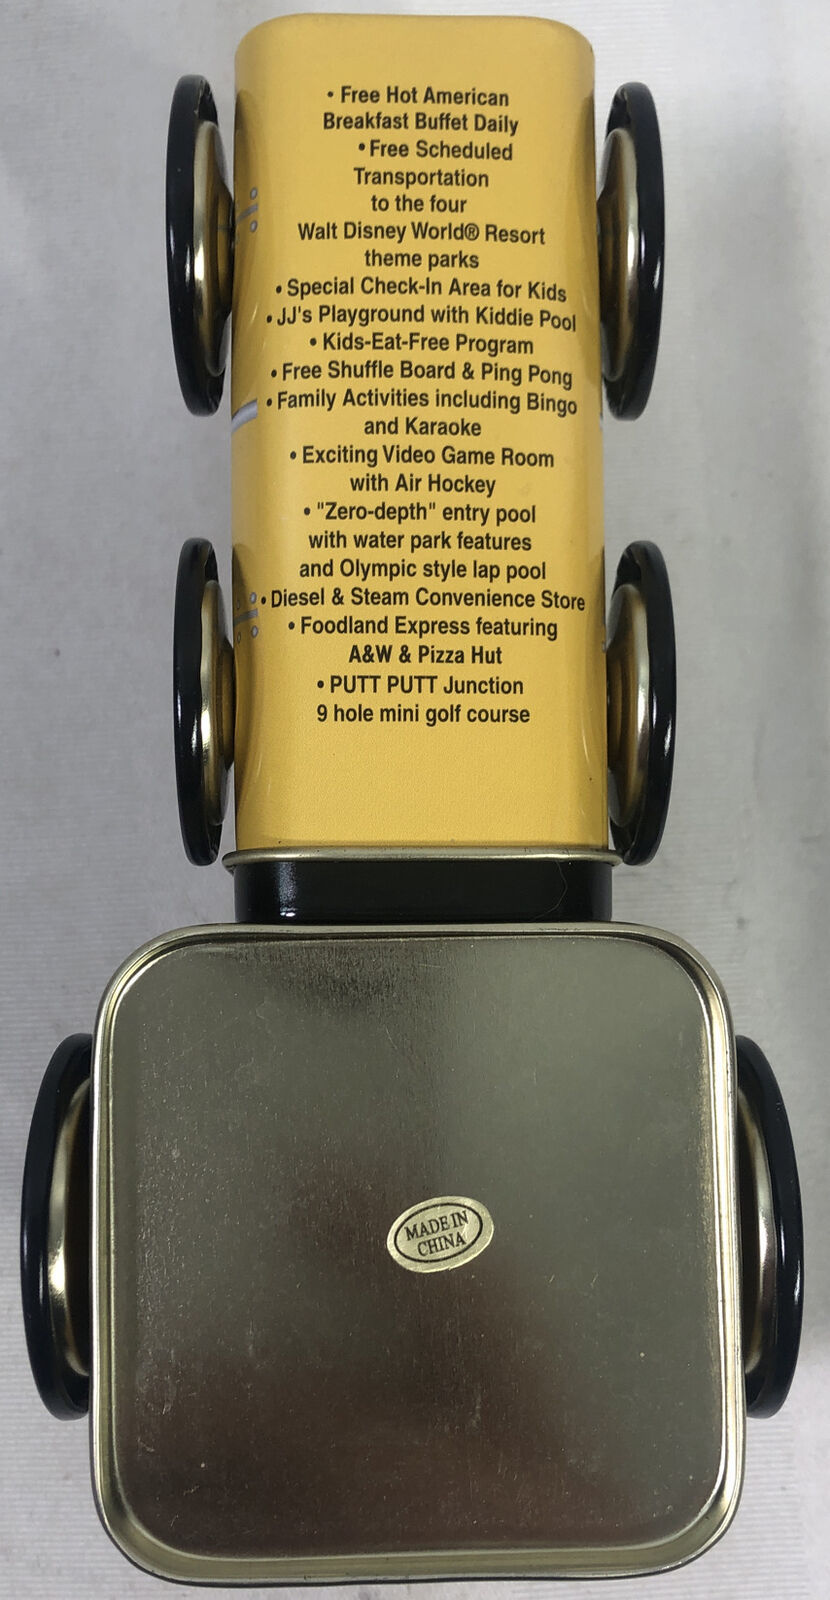 • Free Hot American
Breakfast Buffet Daily
• Free Scheduled
Transportation
to the four
Walt Disney World® Resort
theme parks
• Special Check-In Area for Kids
• JJ's Playground with Kiddie Pool
• Kids-Eat-Free Program
• Free Shuffle Board & Ping Pong
• Family Activities including Bingo
and Karaoke
• Exciting Video Game Room
with Air Hockey
• "Zero-depth" entry pool
with water park features
and Olympic style lap pool
• Diesel & Steam Convenience Store
• Foodland Express featuring
A&W & Pizza Hut
• PUTT PUTT Junction
9 hole mini golf course
MADE IN
CHINA